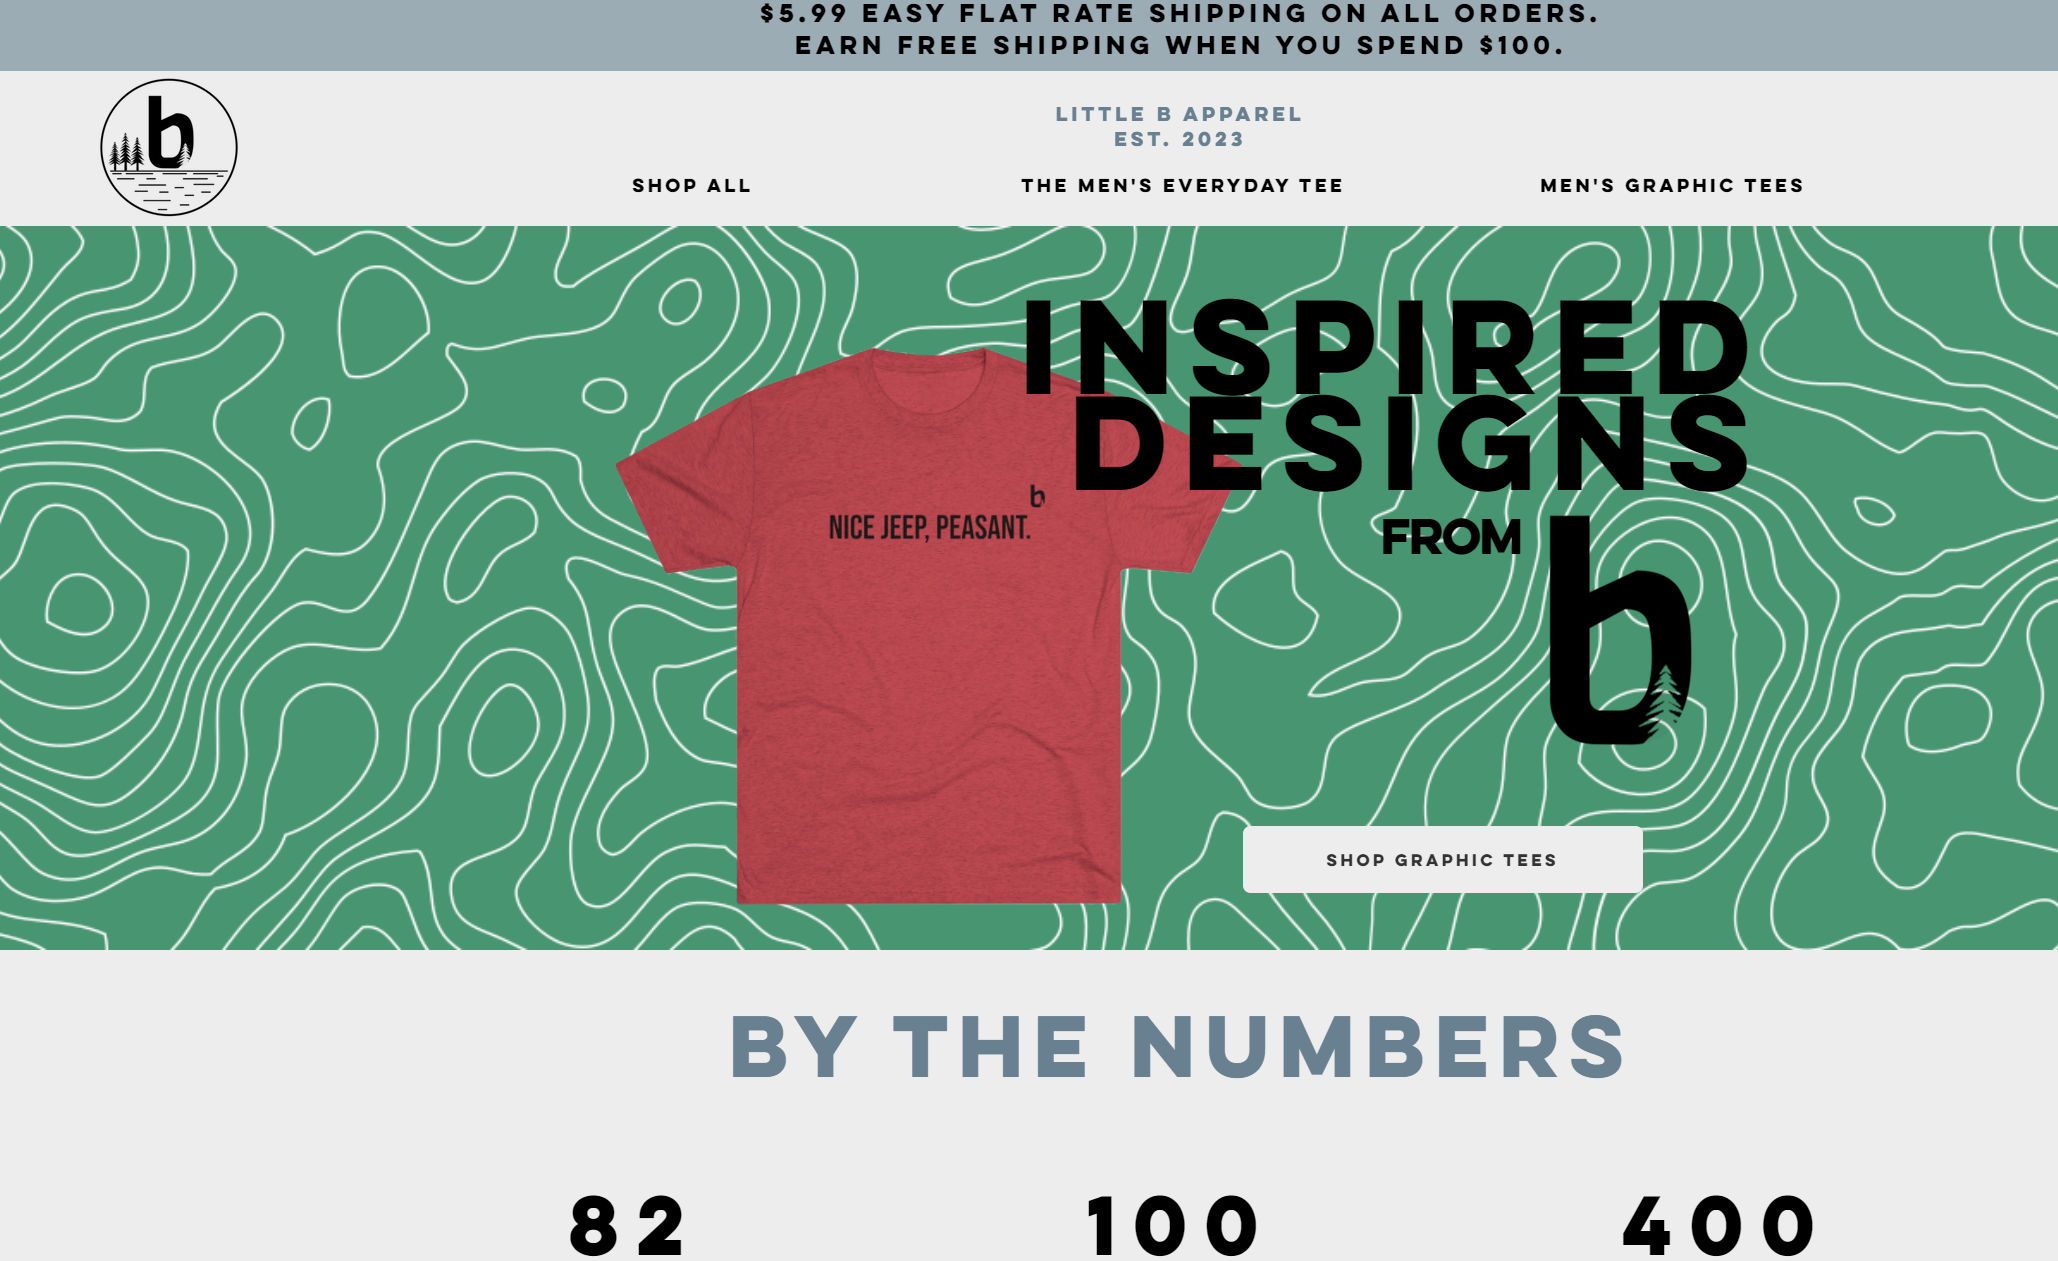 $5.99 EASY FLAT RATE SHIPPING ON ALL ORDERS.
EARN FREE SHIPPING WHEN YOU SPEND $100.
b
LITTLE B APPAREL
EST. 2023
SHOP ALL
THE MEN'S EVERYDAY TEE
MEN'S GRAPHIC TEES
INSPIRED
DESIGNS
FROM b
b
NICE JEEP, PEASANT.
SHOP GRAPHIC TEES
BY THE NUMBERS
82
100
400